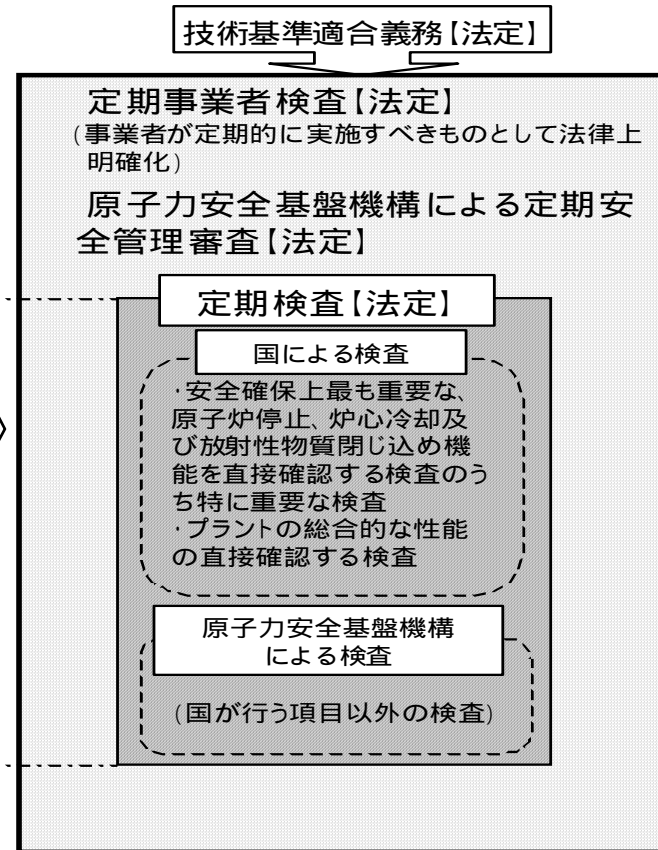 技術基準適合義務【法定】
定期事業者検査【法定】
(事業者が定期的に実施すべきものとして法律上
明確化)
原子力安全基盤機構による定期安
全管理審査【法定】
定期検査【法定】
国による検査
・安全確保上最も重要な、
原子炉停止、炉心冷却及
び放射性物質閉じ込め機
能を直接確認する検査のう
ち特に重要な検査
・プラントの総合的な性能
の直接確認する検査
原子力安全基盤機構
による検査
(国が行う項目以外の検査)